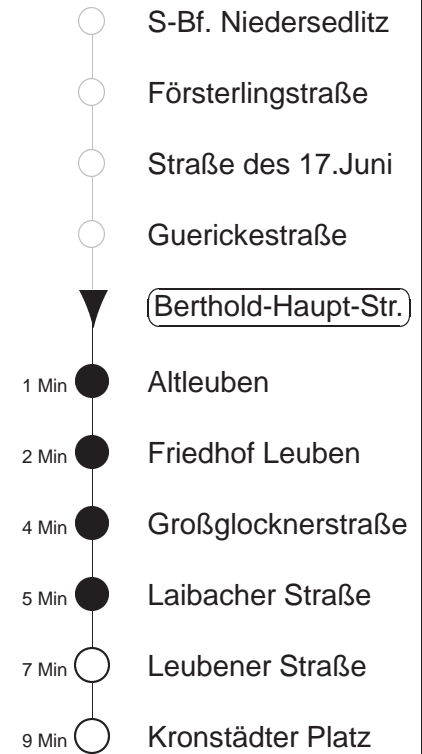 S-Bf. Niedersedlitz
Försterlingstraße
Straße des 17.Juni
Guerickestraße
Berthold-Haupt-Str.
1 Min Altleuben
2 Min Friedhof Leuben
4 Min Großglocknerstraße
5 Min Laibacher Straße
7 Min Leubener Straße
9 Min Kronstädter Platz